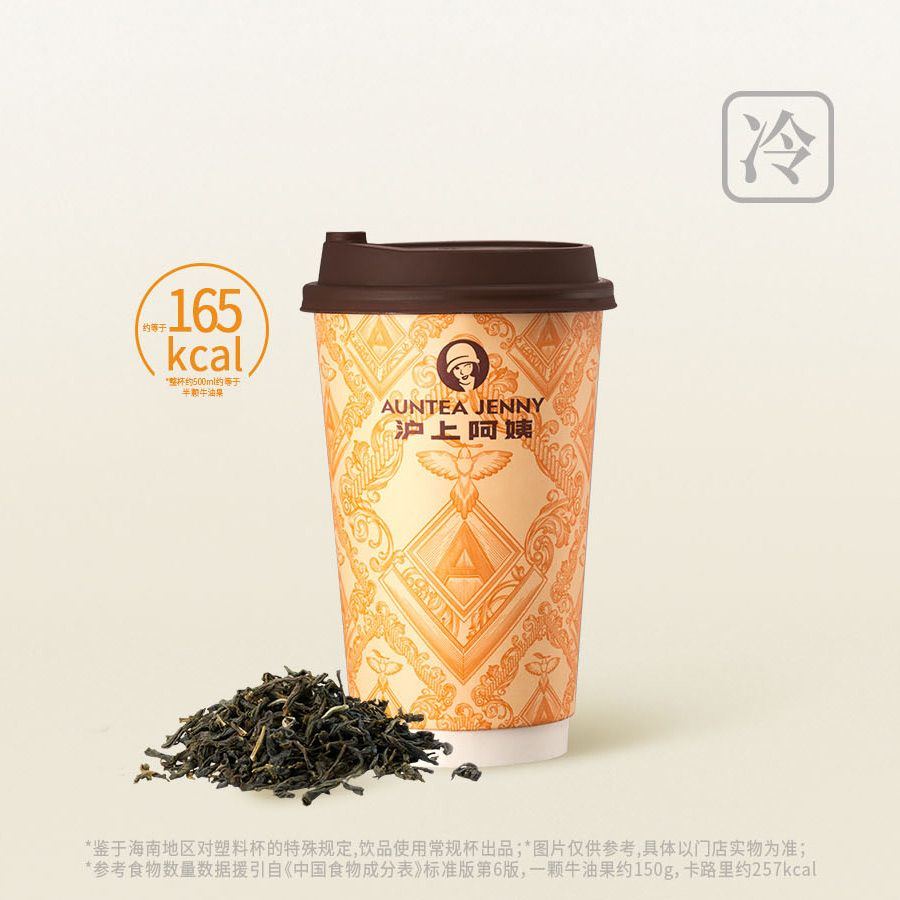 冷
约等于
165
kcal
*整杯约500ml约等于
半颗牛油果
AUNTEA JENNY
沪上阿姨
A
*鉴于海南地区对塑料杯的特殊规定,饮品使用常规杯出品;*图片仅供参考,具体以门店实物为准;
*参考食物数量数据援引自《中国食物成分表》标准版第6版,一颗牛油果约150g,卡路里约257kcal